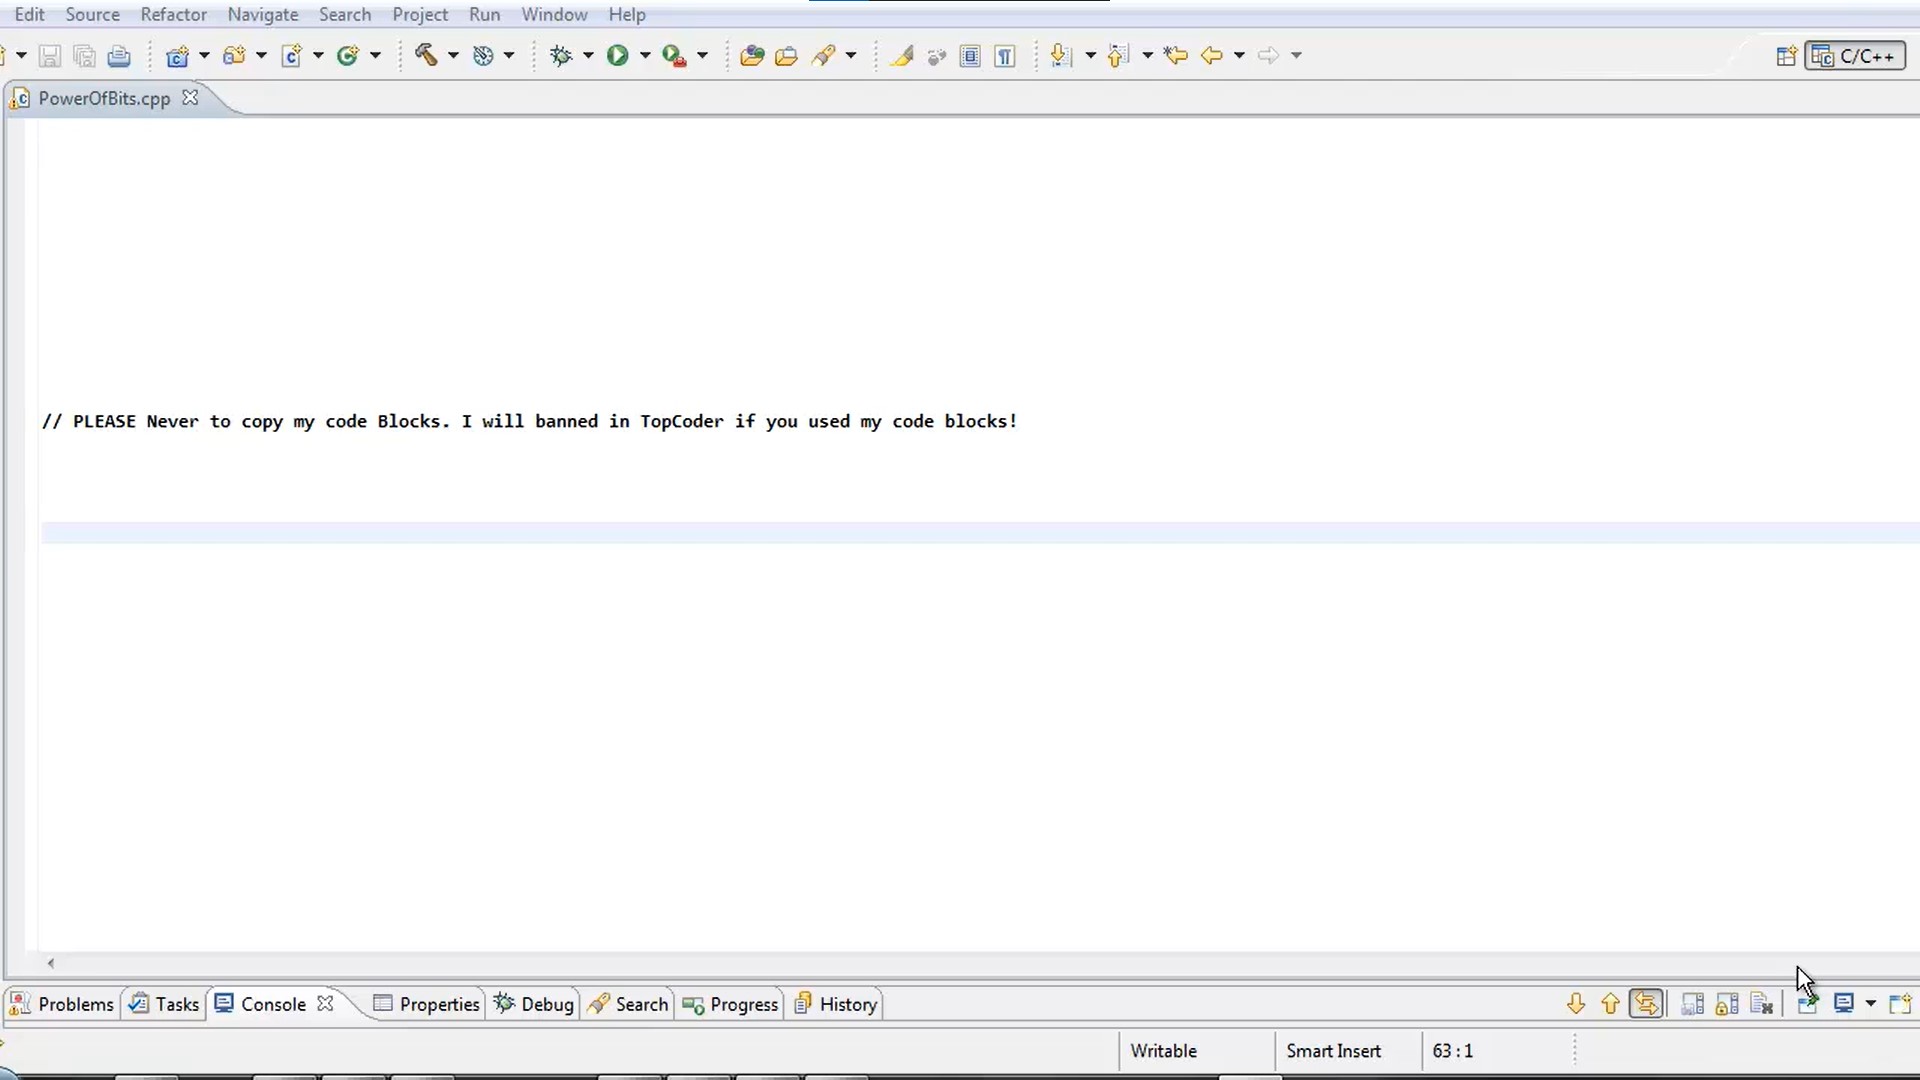 Edit Source Refactor Navigate Search Project Run Window Help
C/C++
PowerOfBits.cpp
// PLEASE Never to copy my code Blocks. I will banned in TopCoder if you used my code blocks!
Problems Tasks Console Properties Debug Search Progress History
Writable Smart Insert 63 : 1